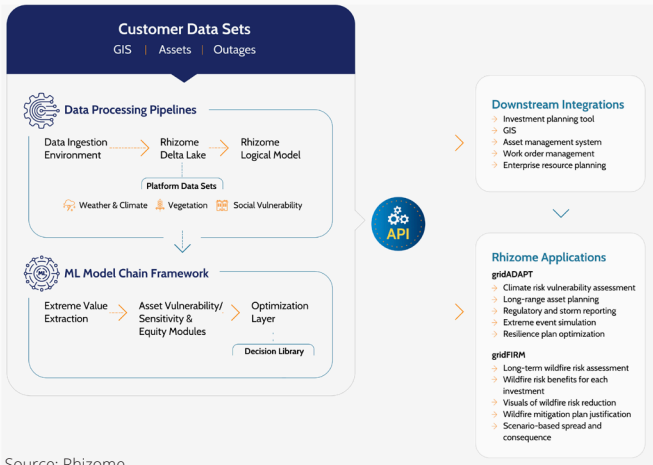 Customer Data Sets
GIS | Assets | Outages
Data Processing Pipelines
Data Ingestion
Environment
Rhizome
Delta Lake
Rhizome
Logical Model
Platform Data Sets
Weather & Climate
Vegetation
Social Vulnerability
ML Model Chain Framework
Extreme Value
Extraction
Asset Vulnerability/
Sensitivity &
Equity Modules
Optimization
Layer
Decision Library
API
Downstream Integrations
Investment planning tool
GIS
Asset management system
Work order management
Enterprise resource planning
Rhizome Applications
gridADAPT
Climate risk vulnerability assessment
Long-range asset planning
Regulatory and storm reporting
Extreme event simulation
Resilience plan optimization
gridFIRM
Long-term wildfire risk assessment
Wildfire risk benefits for each
investment
Visuals of wildfire risk reduction
Wildfire mitigation plan justification
Scenario-based spread and
consequence
Source: Rhizome